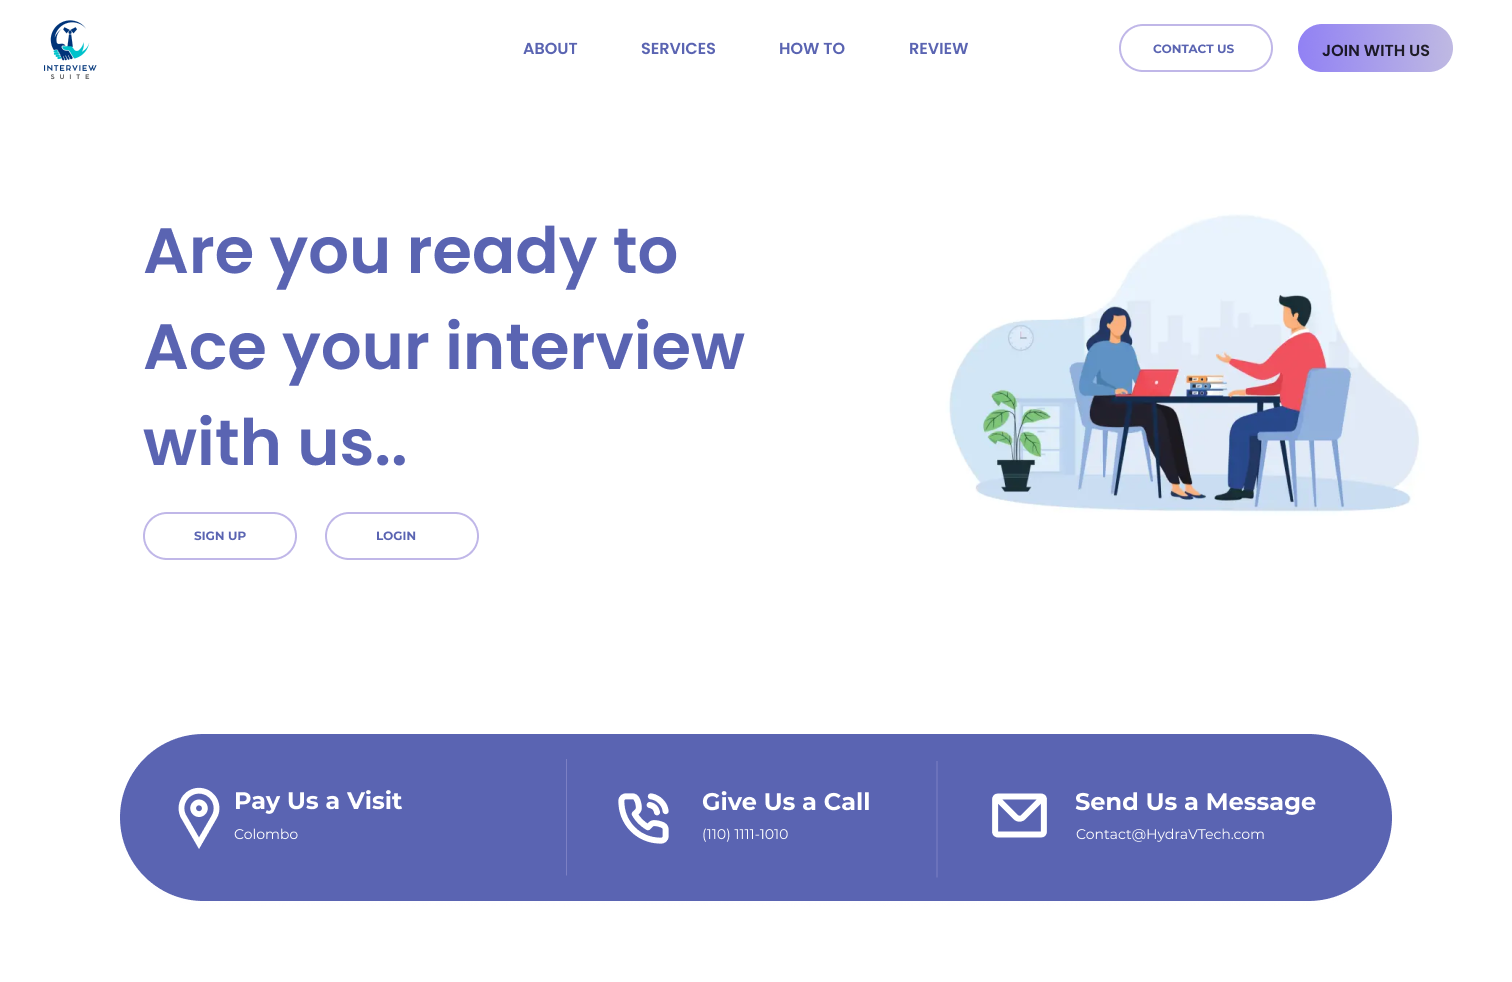 INTERVIEW
SUITE
ABOUT
SERVICES
HOW TO
REVIEW
CONTACT US
JOIN WITH US
Are you ready to
Ace your interview
with us..
SIGN UP
LOGIN
Pay Us a Visit
Colombo
Give Us a Call
(110) 1111-1010
Send Us a Message
Contact@HydraVTech.com